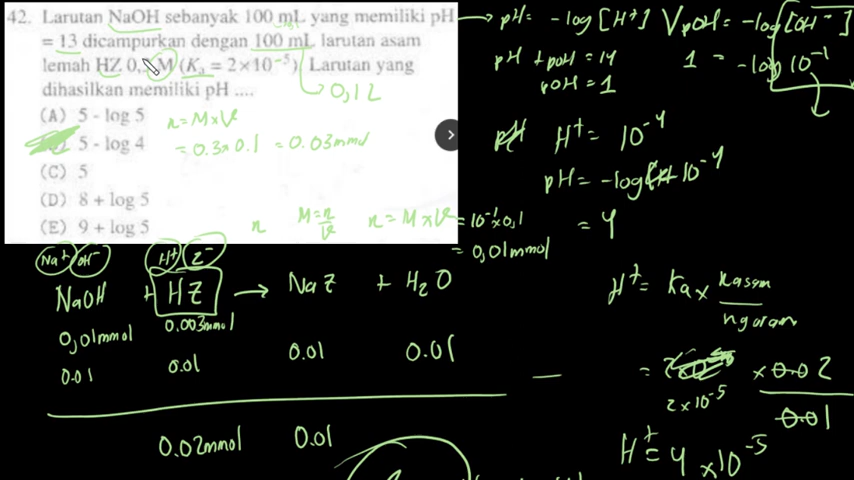 42. Larutan NaOH sebanyak 100 mL yang memiliki pH
= 13 dicampurkan dengan 100 mL larutan asam
lemah HZ 0, M (Ka = 2×10⁻⁵). Larutan yang
dihasilkan memiliki pH ....
(A) 5 - log 5
5 - log 4
(C) 5
(D) 8 + log 5
(E) 9 + log 5
0,1 L
n = M × V
= 0.3 × 0.1 = 0.03 mmol
n M = n/V n = M × V = 10⁻¹ × 0,1
= 0,01 mmol
pH = -log [H⁺]
pOH = -log [OH⁻]
pH + pOH = 14
pOH = 1
1 = -log 10⁻¹
H⁺ = 10⁻⁴
pH = -log 10⁻⁴
= 4
Na⁺ OH⁻ H⁺ Z⁻
NaOH + HZ → NaZ + H₂O
0,01 mmol 0.003 mmol
0.01 0.01 0.01 0.01
0.02 mmol 0.01
H⁺ = Ka × nasam
ngaram
= 2 × 10⁻⁵ × 0.02
0.01
H⁺ = 4 × 10⁻⁵